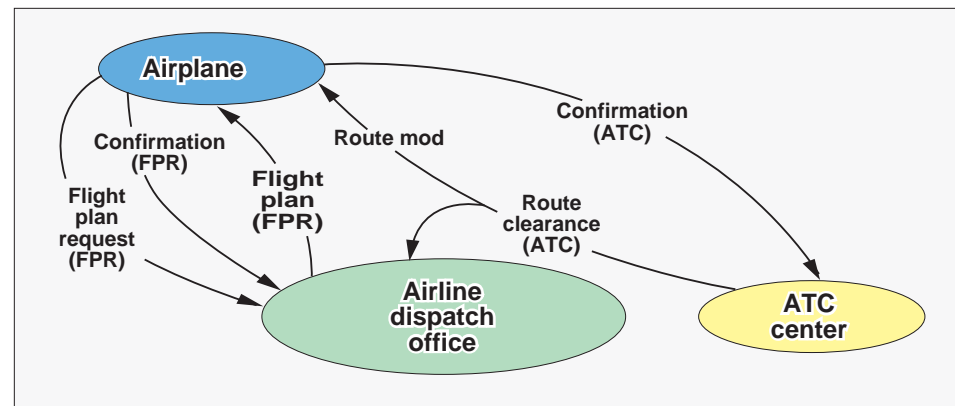 Airplane
Confirmation
(ATC)
Route mod
Confirmation
(FPR)
Flight
plan
(FPR)
Flight
plan
request
(FPR)
Route
clearance
(ATC)
Airline
dispatch
office
ATC
center